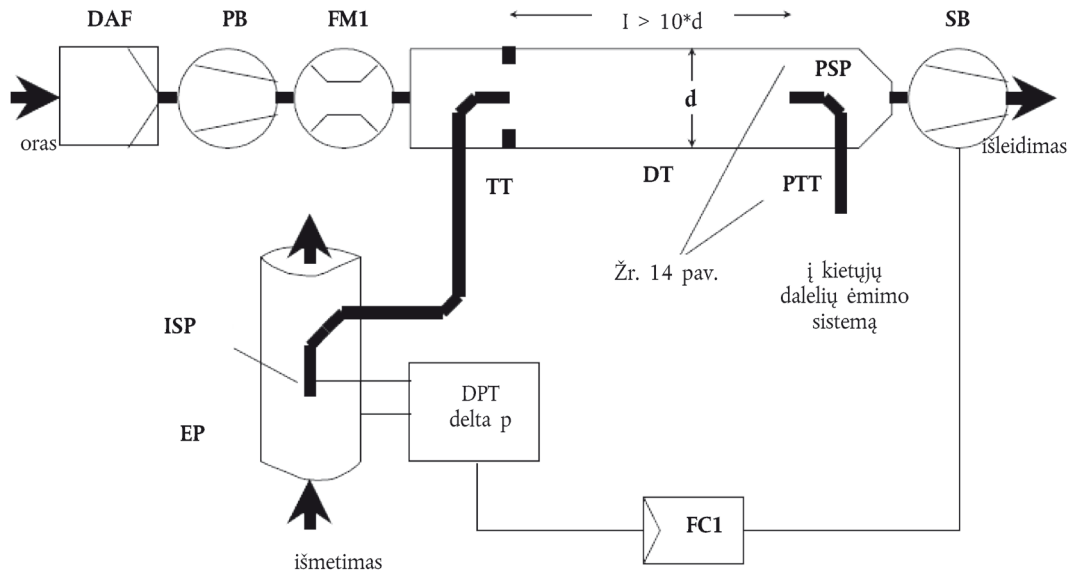 DAF
PB
FM1
l > 10*d
SB
PSP
d
oras
išleidimas
TT
DT
PTT
Žr. 14 pav.
į kietųjų
dalelių ėmimo
sistemą
ISP
DPT
delta p
EP
FC1
išmetimas